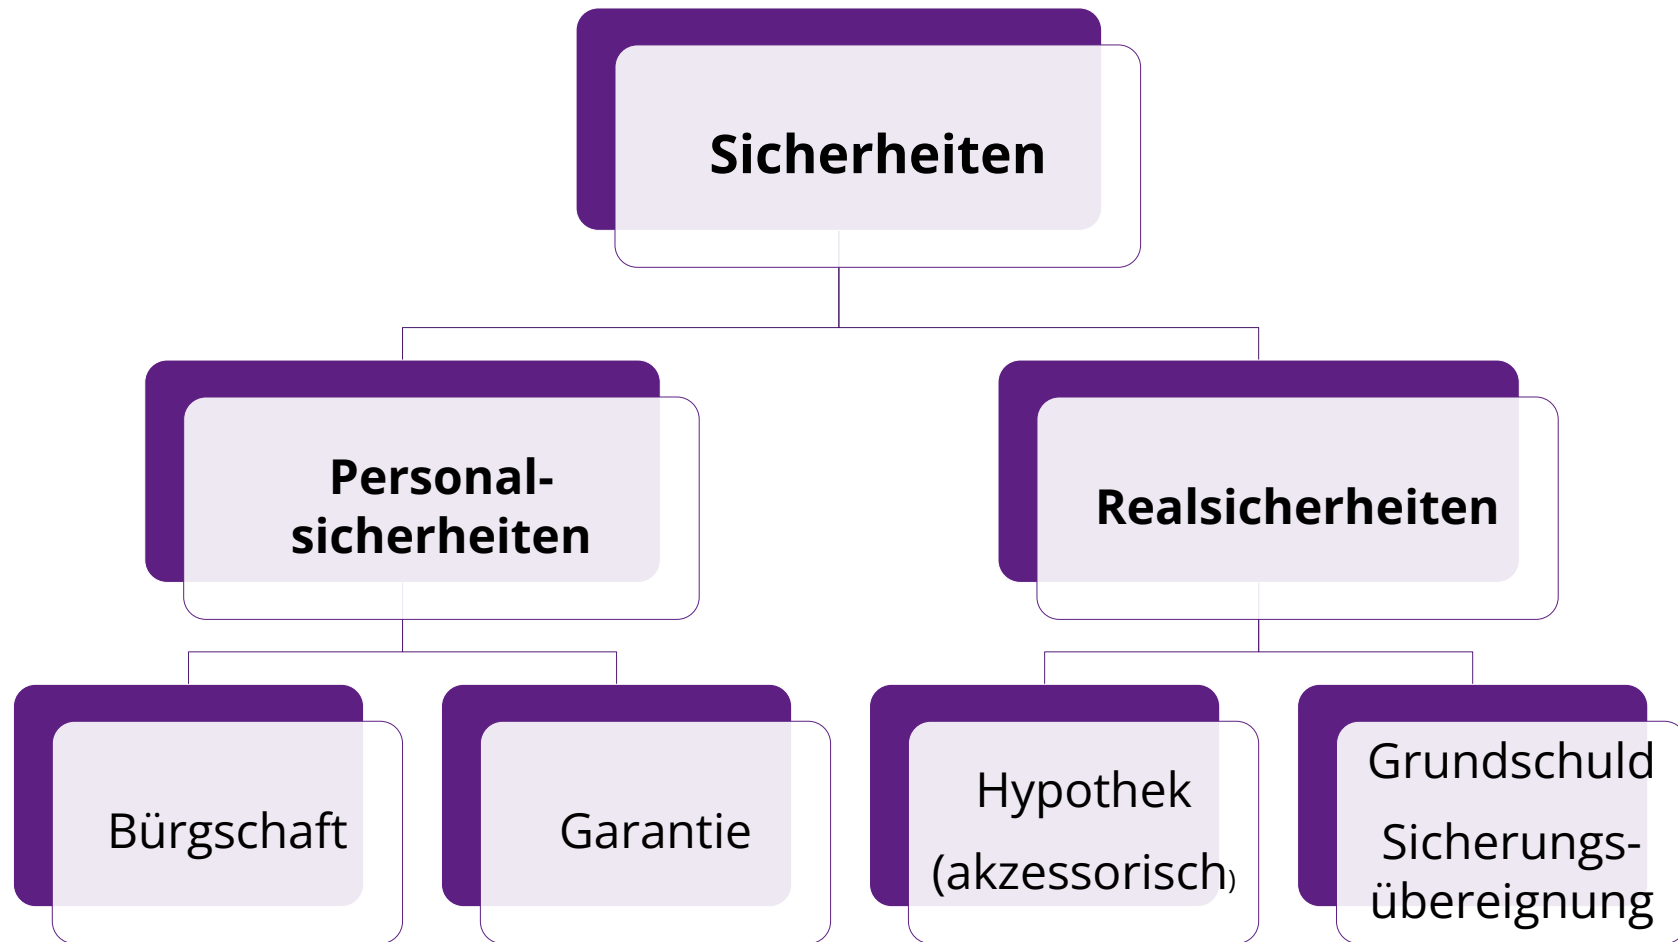 Sicherheiten
Personal-
sicherheiten
Realsicherheiten
Bürgschaft
Garantie
Hypothek
(akzessorisch)
Grundschuld
Sicherungs-
übereignung